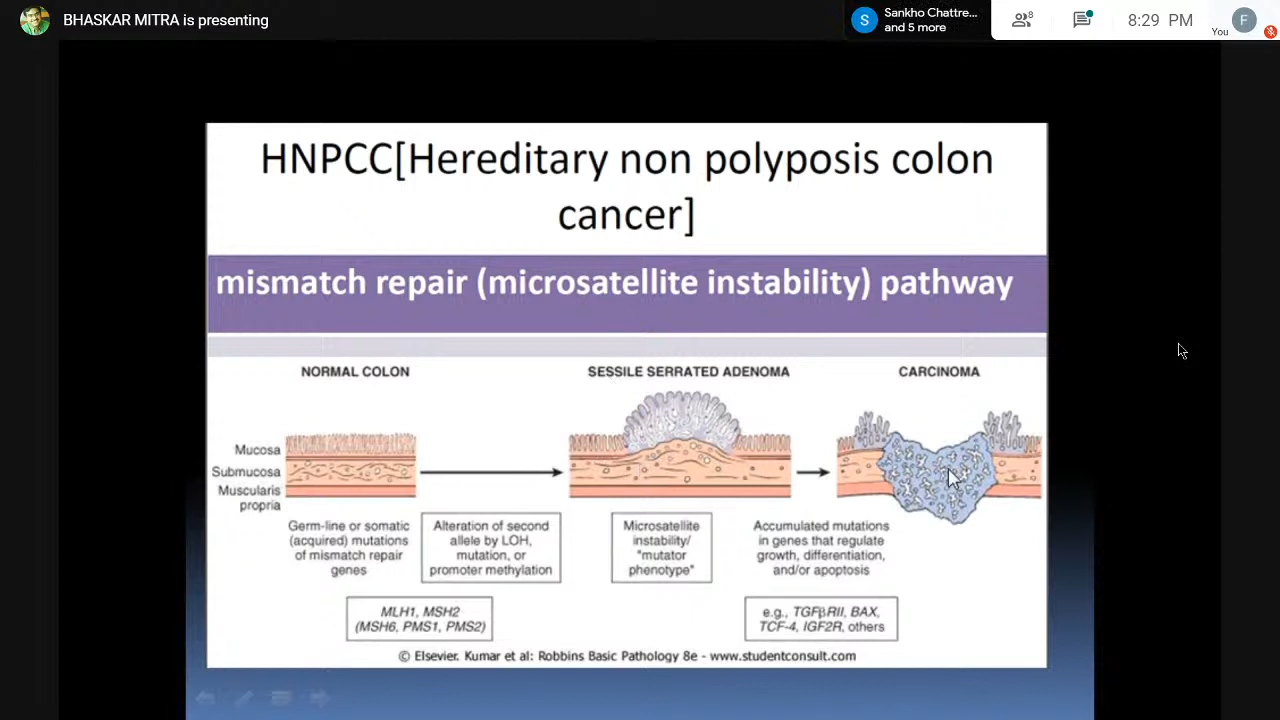 BHASKAR MITRA is presenting
S
Sankho Chattre...
and 5 more
8
8:29 PM
You
F
HNPCC[Hereditary non polyposis colon
cancer]
mismatch repair (microsatellite instability) pathway
NORMAL COLON
SESSILE SERRATED ADENOMA
CARCINOMA
Mucosa
Submucosa
Muscularis
propria
Germ-line or somatic
(acquired) mutations
of mismatch repair
genes
Alteration of second
allele by LOH,
mutation, or
promoter methylation
Microsatellite
instability/
"mutator
phenotype"
Accumulated mutations
in genes that regulate
growth, differentiation,
and/or apoptosis
MLH1, MSH2
(MSH6, PMS1, PMS2)
e.g., TGFβRII, BAX,
TCF-4, IGF2R, others
© Elsevier. Kumar et al: Robbins Basic Pathology 8e - www.studentconsult.com